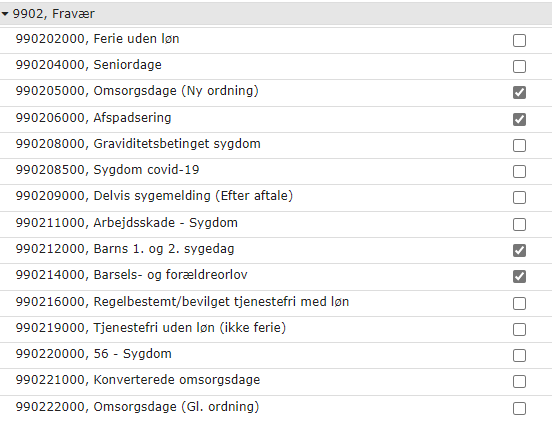 9902, Fravær
990202000, Ferie uden løn
990204000, Seniordage
990205000, Omsorgsdage (Ny ordning)
990206000, Afspadsering
990208000, Graviditetsbetinget sygdom
990208500, Sygdom covid-19
990209000, Delvis sygemelding (Efter aftale)
990211000, Arbejdsskade - Sygdom
990212000, Barns 1. og 2. sygedag
990214000, Barsels- og forældreorlov
990216000, Regelbestemt/bevilget tjenestefri med løn
990219000, Tjenestefri uden løn (ikke ferie)
990220000, 56 - Sygdom
990221000, Konverterede omsorgsdage
990222000, Omsorgsdage (Gl. ordning)